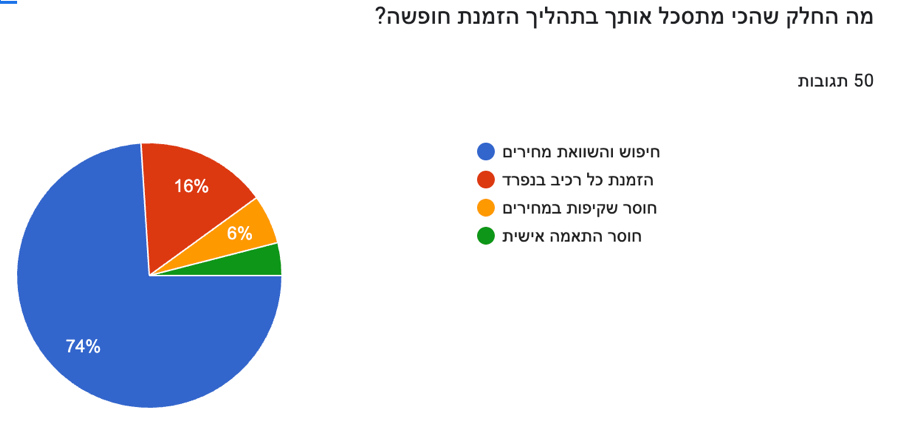 מה החלק שהכי מתסכל אותך בתהליך הזמנת חופשה?
50 תגובות
חיפוש והשוואת מחירים
הזמנת כל רכיב בנפרד
חוסר שקיפות במחירים
חוסר התאמה אישית
16%
6%
74%